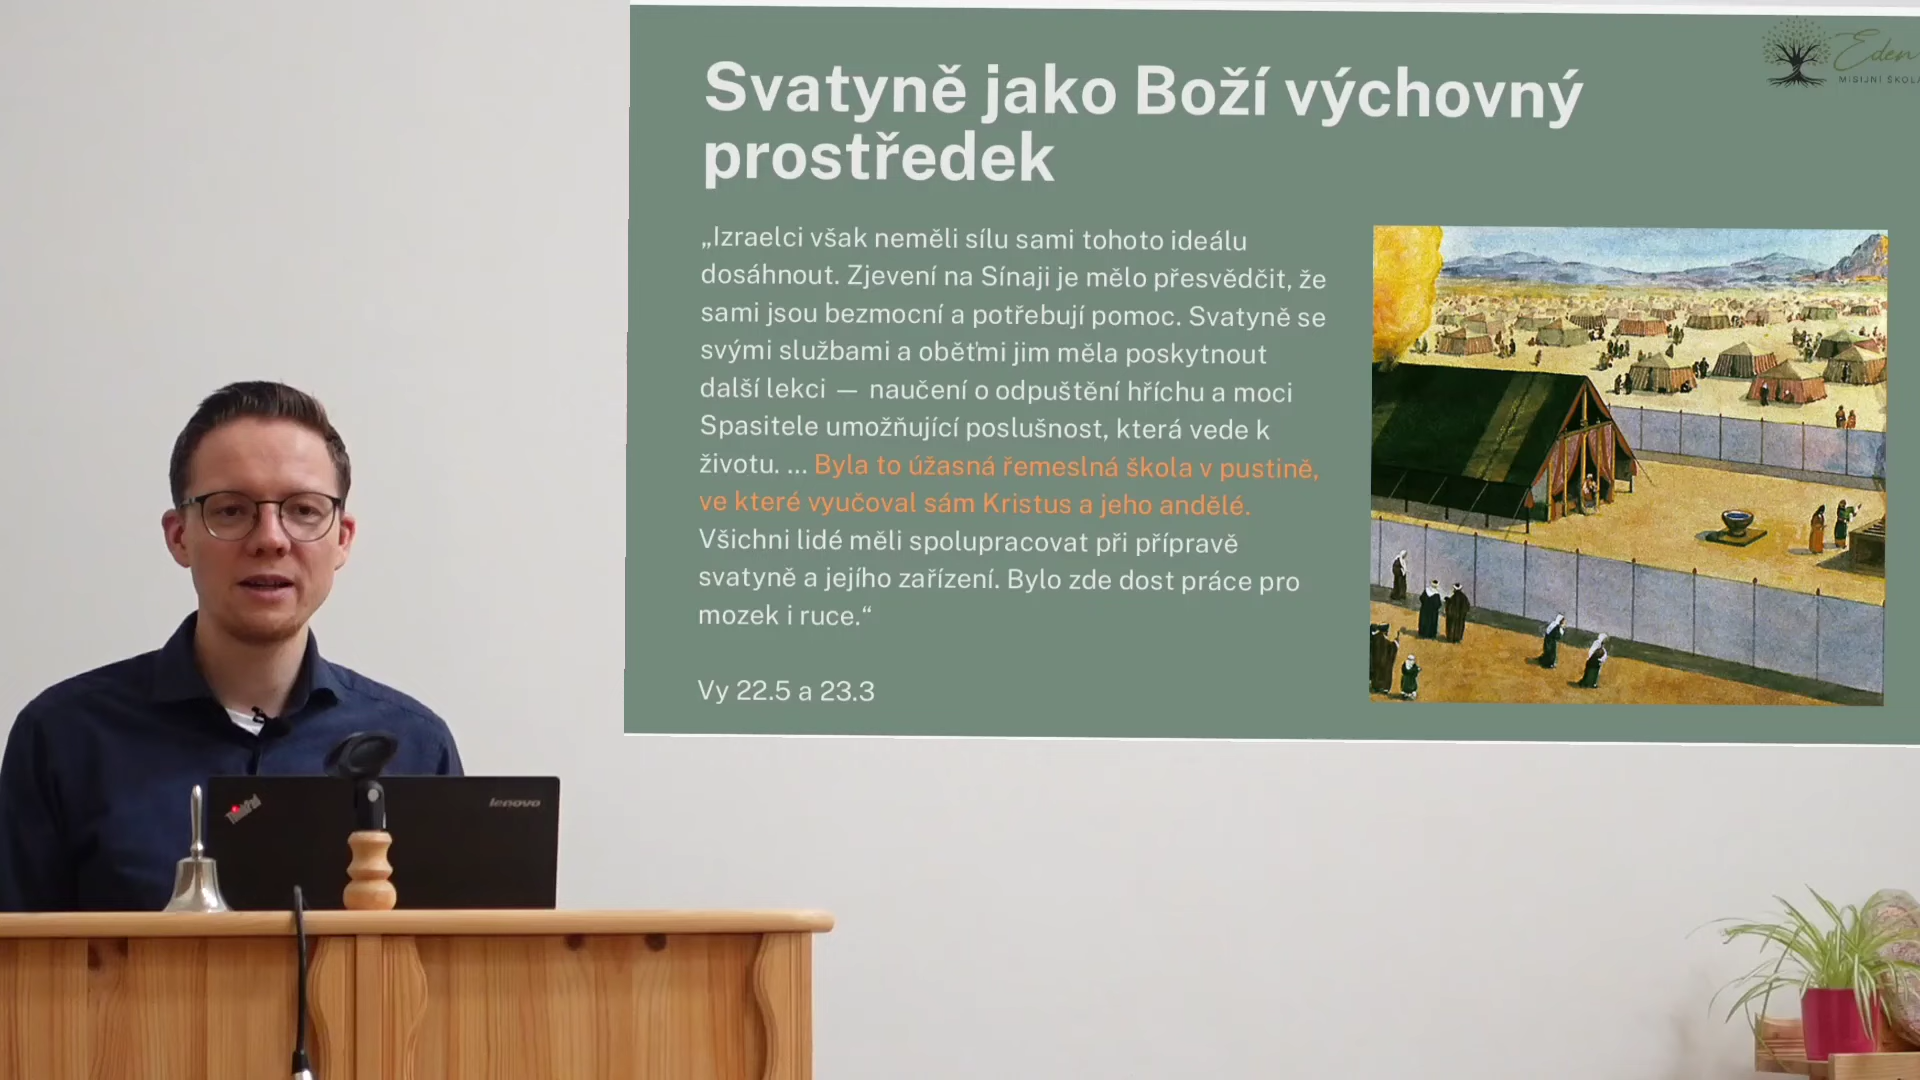 Svatyně jako Boží výchovný
prostředek
Eden
MISIJNÍ ŠKOLA
„Izraelci však neměli sílu sami tohoto ideálu
dosáhnout. Zjevení na Sínaji je mělo přesvědčit, že
sami jsou bezmocní a potřebují pomoc. Svatyně se
svými službami a oběťmi jim měla poskytnout
další lekci — naučení o odpuštění hříchu a moci
Spasitele umožňující poslušnost, která vede k
životu. ... Byla to úžasná řemeslná škola v pustině,
ve které vyučoval sám Kristus a jeho andělé.
Všichni lidé měli spolupracovat při přípravě
svatyně a jejího zařízení. Bylo zde dost práce pro
mozek i ruce.“
Vy 22.5 a 23.3
ThinkPad
lenovo